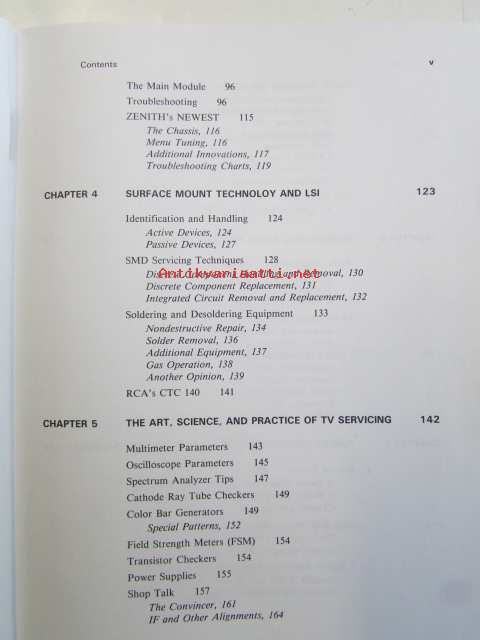 Contents v
The Main Module 96
Troubleshooting 96
ZENITH's NEWEST 115
The Chassis, 116
Menu Tuning, 116
Additional Innovations, 117
Troubleshooting Charts, 119
CHAPTER 4 SURFACE MOUNT TECHNOLOY AND LSI 123
Identification and Handling 124
Active Devices, 124
Passive Devices, 127
SMD Servicing Techniques 128
Antikvariaatti.net
Discrete Component and Removal, 130
Discrete Component Replacement, 131
Integrated Circuit Removal and Replacement, 132
Soldering and Desoldering Equipment 133
Nondestructive Repair, 134
Solder Removal, 136
Additional Equipment, 137
Gas Operation, 138
Another Opinion, 139
RCA's CTC 140 141
CHAPTER 5 THE ART, SCIENCE, AND PRACTICE OF TV SERVICING 142
Multimeter Parameters 143
Oscilloscope Parameters 145
Spectrum Analyzer Tips 147
Cathode Ray Tube Checkers 149
Color Bar Generators 149
Special Patterns, 152
Field Strength Meters (FSM) 154
Transistor Checkers 154
Power Supplies 155
Shop Talk 157
The Convincer, 161
IF and Other Alignments, 164